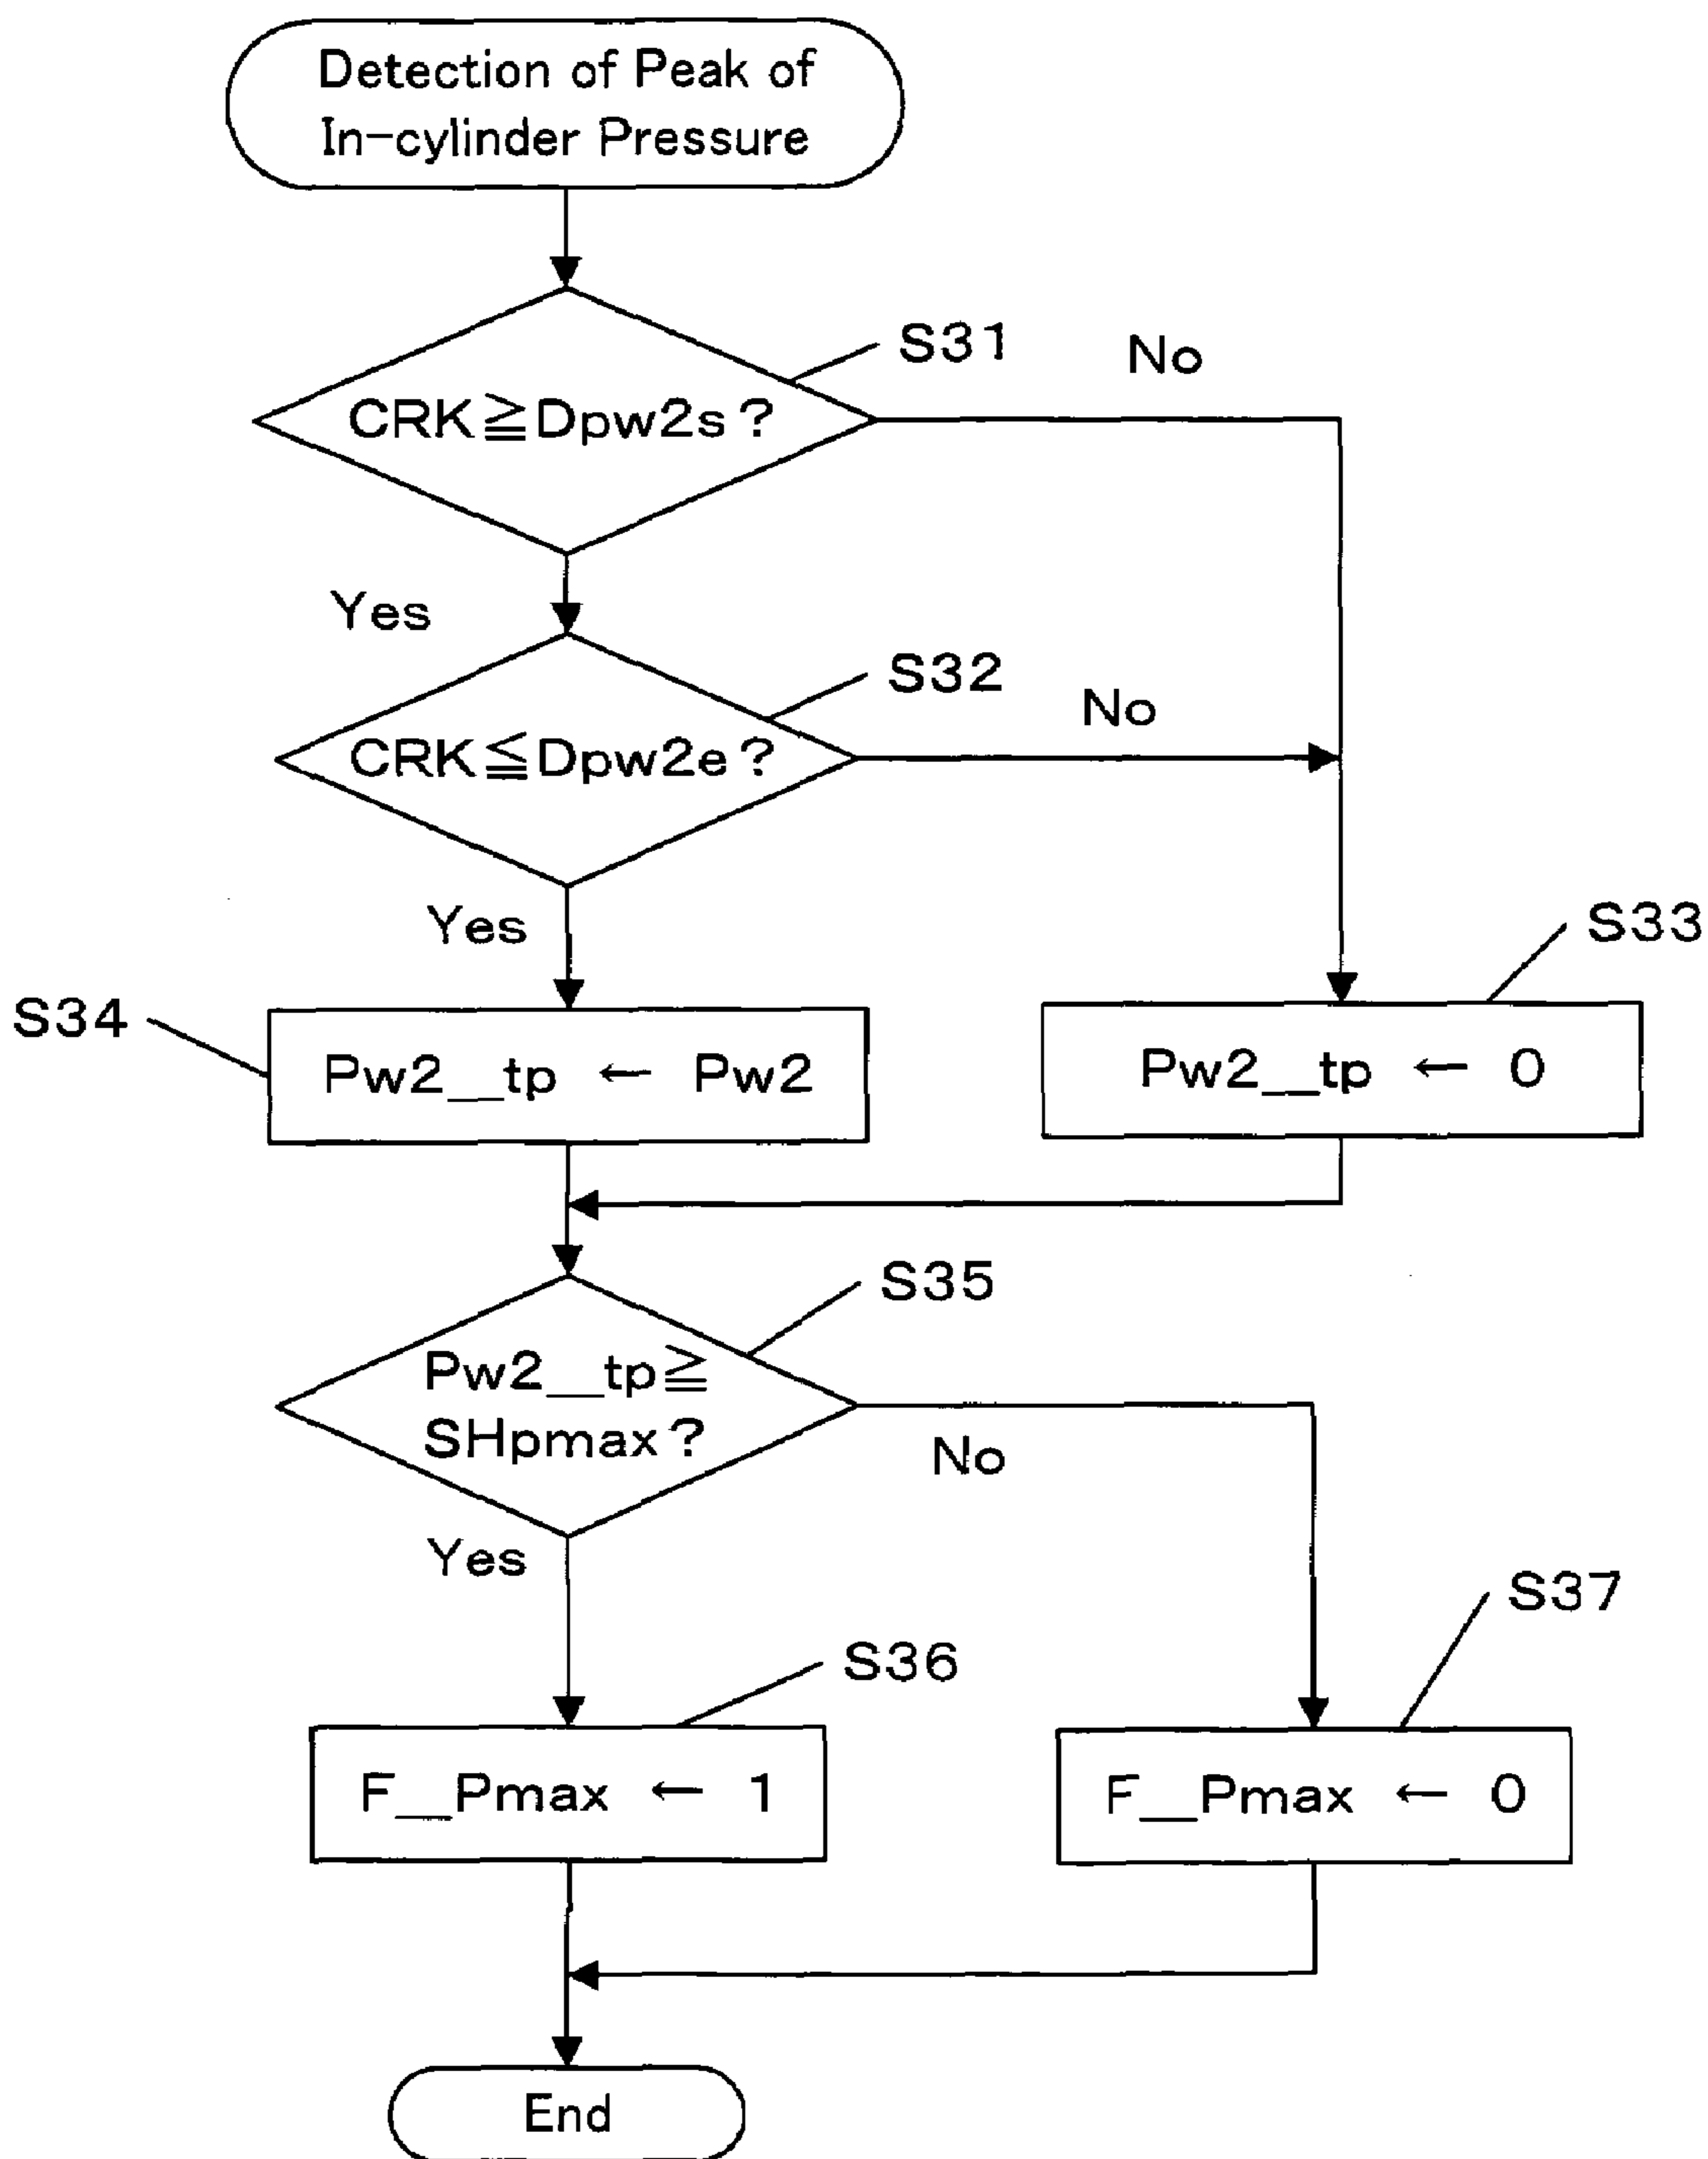 Detection of Peak of
In-cylinder Pressure
S31
No
CRK≧Dpw2s?
Yes
S32
No
CRK≦Dpw2e?
Yes
S33
S34
Pw2__tp ← Pw2
Pw2__tp ← 0
S35
Pw2__tp≧
SHpmax?
No
Yes
S37
S36
F__Pmax ← 1
F__Pmax ← 0
End